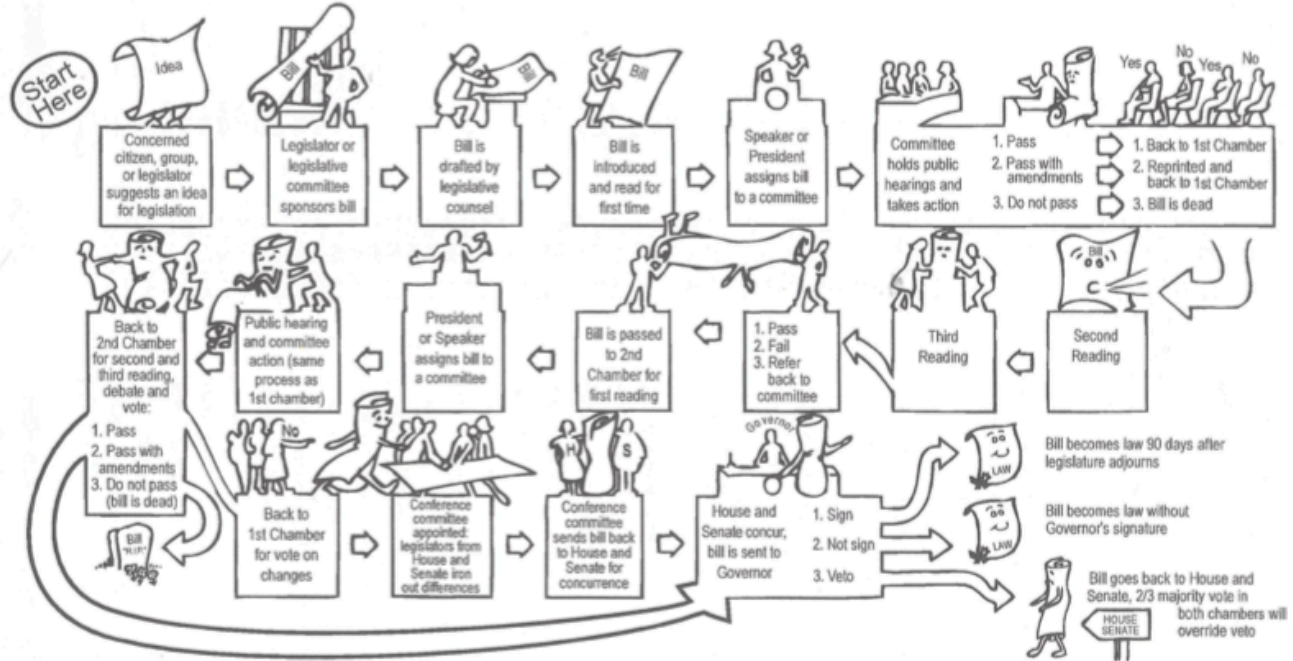 Start
Here
Idea
Concerned
citizen, group,
or legislator
suggests an idea
for legislation
Bill
Legislator or
legislative
committee
sponsors bill
Bill
Bill is
drafted by
legislative
counsel
Bill
Bill is
introduced
and read for
first time
Speaker or
President
assigns bill
to a committee
Committee
holds public
hearings and
takes action
1. Pass
2. Pass with
amendments
3. Do not pass
Yes
No
Yes
No
1. Back to 1st Chamber
2. Reprinted and
back to 1st Chamber
3. Bill is dead
Bill
Second
Reading
Third
Reading
1. Pass
2. Fail
3. Refer
back to
committee
Bill is passed
to 2nd
Chamber for
first reading
President
or Speaker
assigns bill to
a committee
Public hearing
and committee
action (same
process as
1st chamber)
Back to
2nd Chamber
for second and
third reading,
debate and
vote:
1. Pass
2. Pass with
amendments
3. Do not pass
(bill is dead)
Bill
"R.I.P."
No
Back to
1st Chamber
for vote on
changes
Conference
committee
appointed:
legislators from
House and
Senate iron
out differences
H
S
Conference
committee
sends bill back
to House and
Senate for
concurrence
Governor
House and
Senate concur,
bill is sent to
Governor
1. Sign
2. Not sign
3. Veto
LAW
Bill becomes law 90 days after
legislature adjourns
LAW
Bill becomes law without
Governor's signature
Bill goes back to House and
Senate, 2/3 majority vote in
both chambers will
override veto
HOUSE
SENATE